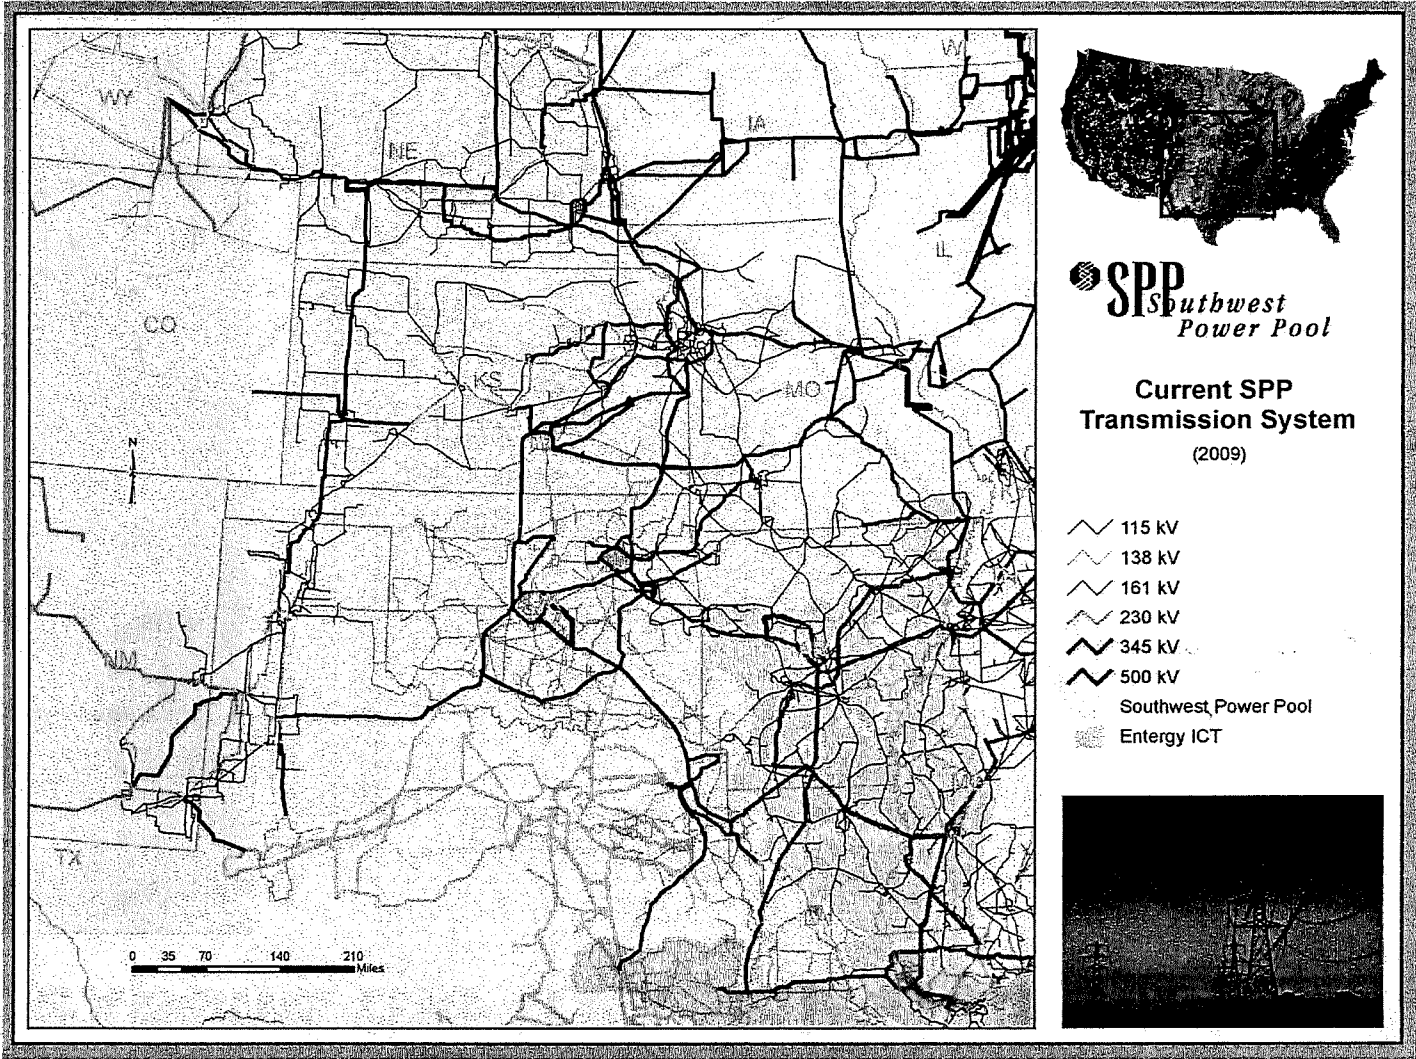 WY
NE
IA
W
IL
CO
KS
MO
N
NM
TX
0 35 70 140 210
Miles
SPP
Southwest
Power Pool
Current SPP
Transmission System
(2009)
115 kV
138 kV
161 kV
230 kV
345 kV
500 kV
Southwest Power Pool
Entergy ICT